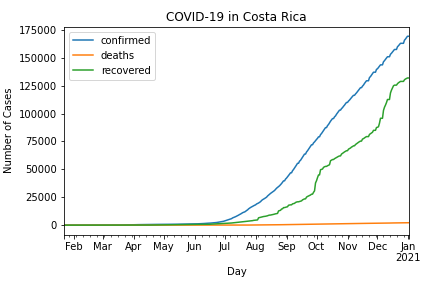 COVID-19 in Costa Rica
confirmed
deaths
recovered
Number of Cases
175000
150000
125000
100000
75000
50000
25000
0
Feb Mar Apr May Jun Jul Aug Sep Oct Nov Dec Jan
2021
Day